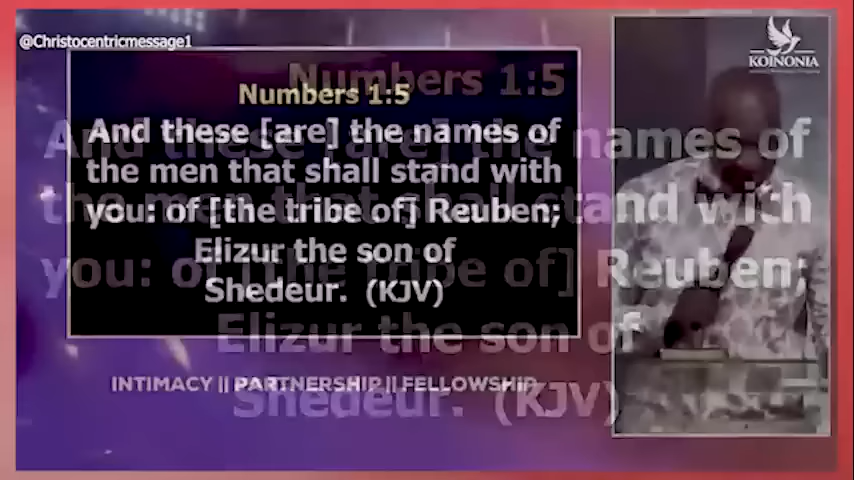 @Christocentricmessage1
KOINONIA
Numbers 1:5
And these [are] the names of
the men that shall stand with
you: of [the tribe of] Reuben;
Elizur the son of
Shedeur. (KJV)
INTIMACY || PARTNERSHIP || FELLOWSHIP
Numbers 1:5
And these [are] the names of
the men that shall stand with
you: of [the tribe of] Reuben;
Elizur the son of
Shedeur. (KJV)